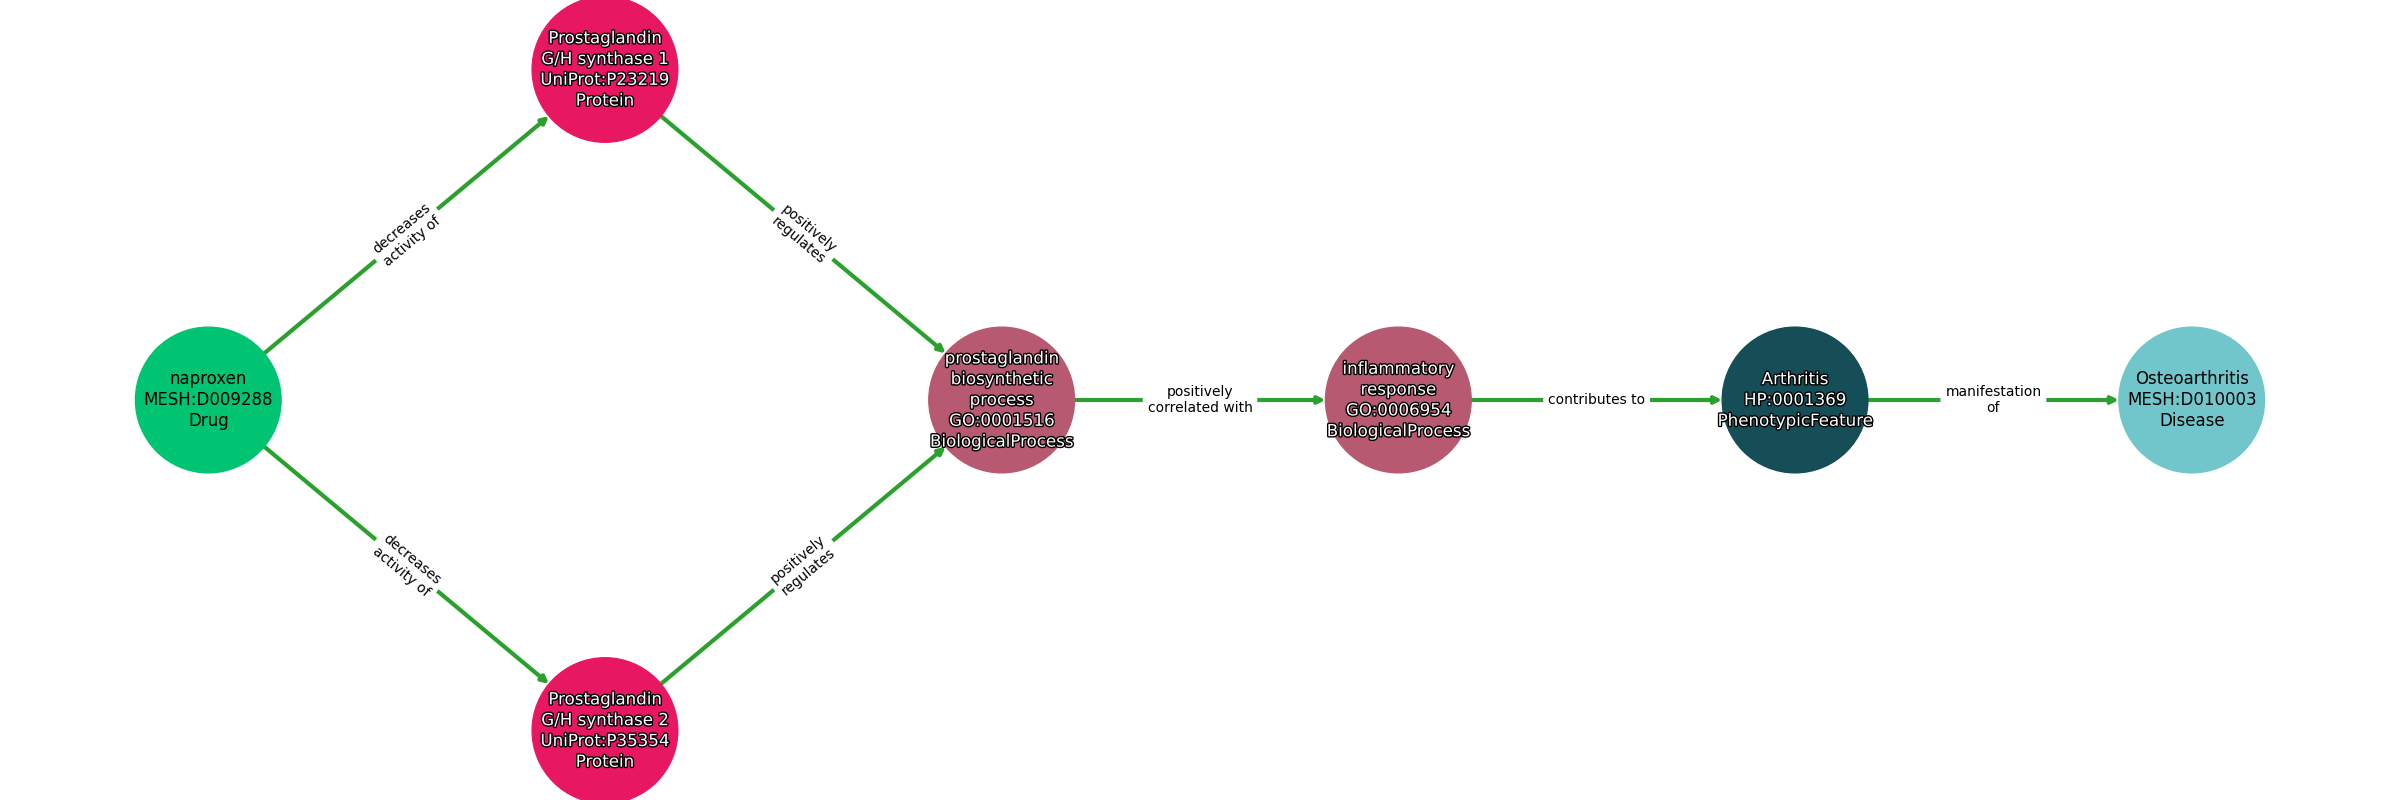 Prostaglandin
G/H synthase 1
UniProt:P23219
Protein
decreases
activity of
positively
regulates
naproxen
MESH:D009288
Drug
prostaglandin
biosynthetic
process
GO:0001516
BiologicalProcess
positively
correlated with
inflammatory
response
GO:0006954
BiologicalProcess
contributes to
Arthritis
HP:0001369
PhenotypicFeature
manifestation
of
Osteoarthritis
MESH:D010003
Disease
decreases
activity of
positively
regulates
Prostaglandin
G/H synthase 2
UniProt:P35354
Protein